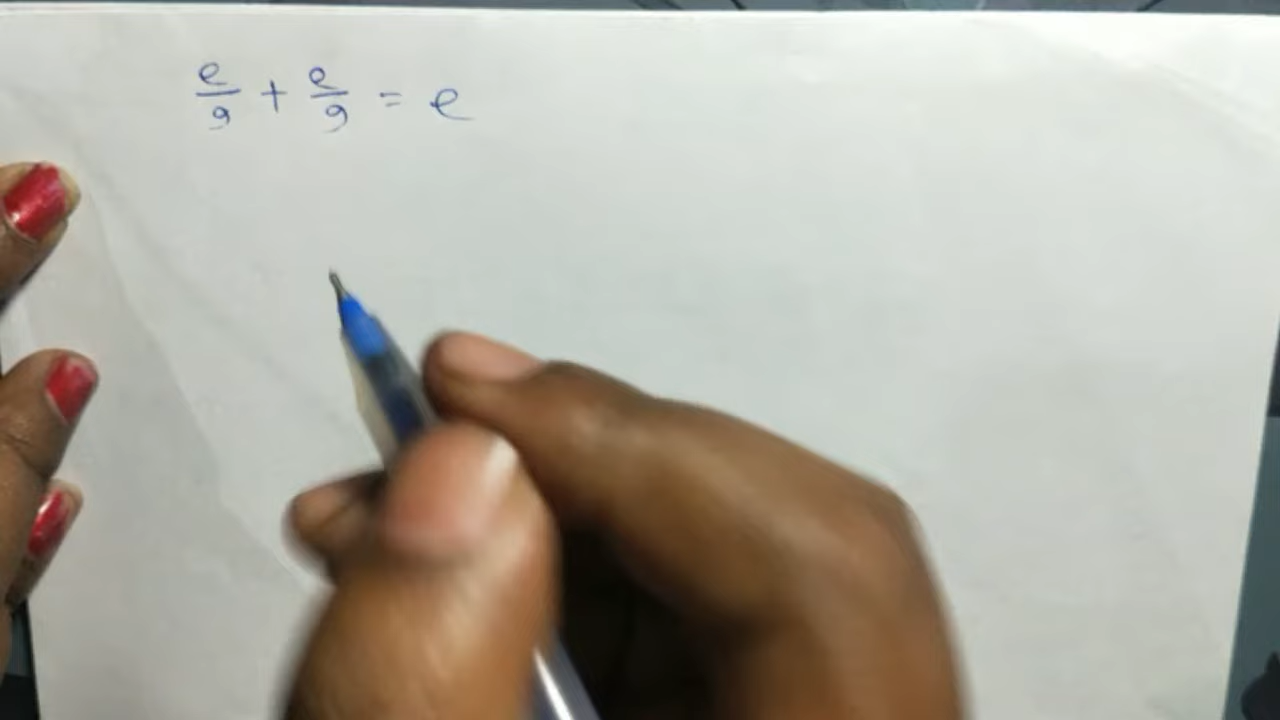 e/9 + e/9 = e